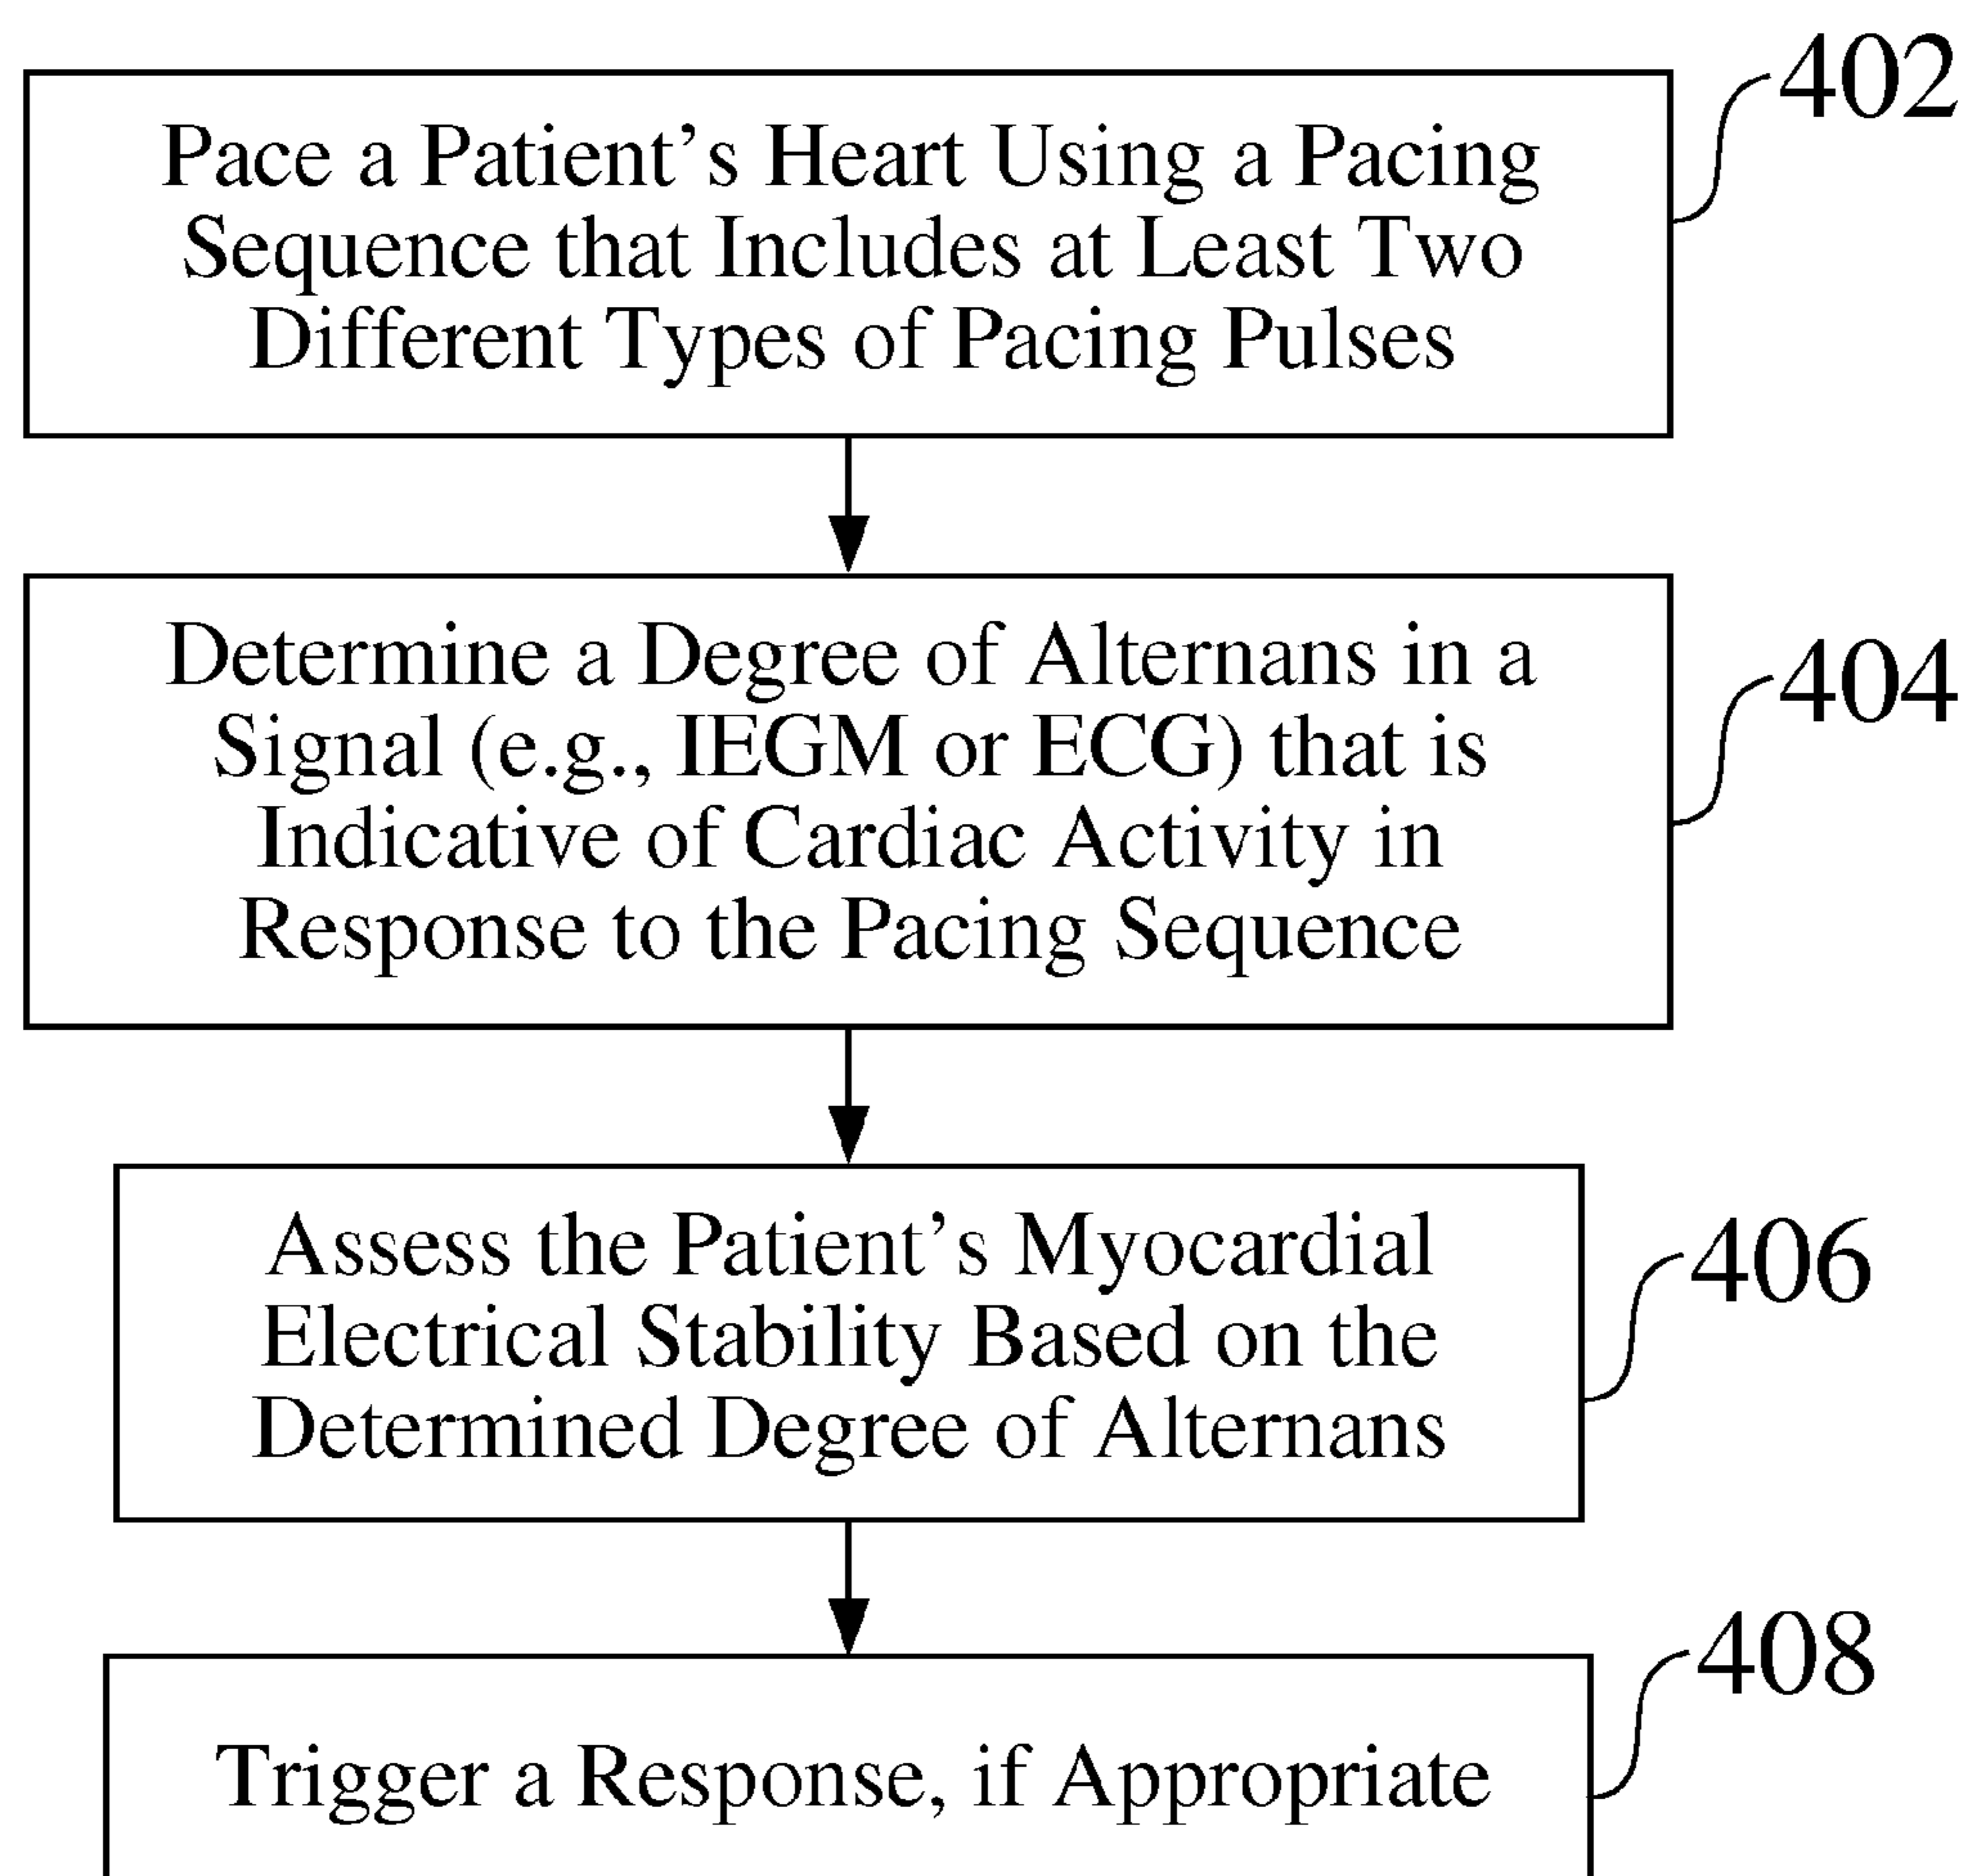 402
Pace a Patient’s Heart Using a Pacing
Sequence that Includes at Least Two
Different Types of Pacing Pulses
404
Determine a Degree of Alternans in a
Signal (e.g., IEGM or ECG) that is
Indicative of Cardiac Activity in
Response to the Pacing Sequence
406
Assess the Patient’s Myocardial
Electrical Stability Based on the
Determined Degree of Alternans
408
Trigger a Response, if Appropriate